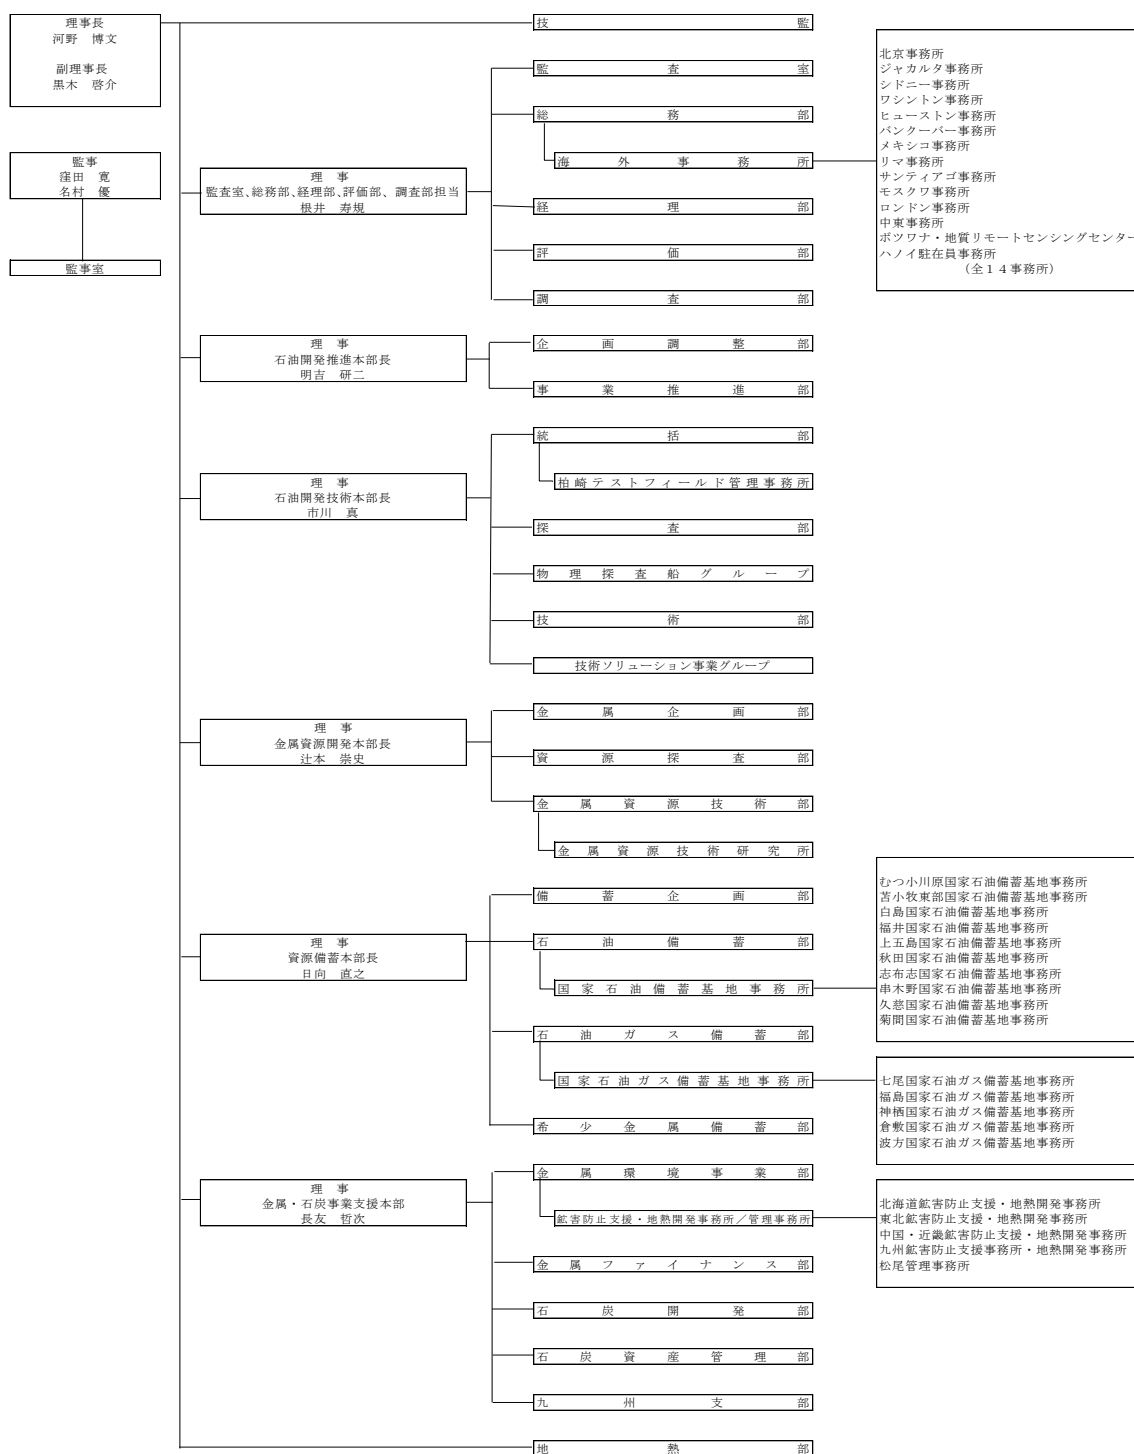 理事長
河野　博文
副理事長
黒木　啓介
監事
窪田　寛
名村　優
監事室
技監
理　事
監査室、総務部、経理部、評価部、調査部担当
根井　寿規
監査室
総務部
海外事務所
経理部
評価部
調査部
北京事務所
ジャカルタ事務所
シドニー事務所
ワシントン事務所
ヒューストン事務所
バンクーバー事務所
メキシコ事務所
リマ事務所
サンティアゴ事務所
モスクワ事務所
ロンドン事務所
中東事務所
ボツワナ・地質リモートセンシングセンター
ハノイ駐在員事務所
（全１４事務所）
理　事
石油開発推進本部長
明吉　研二
企画調整部
事業推進部
理　事
石油開発技術本部長
市川　真
統括部
柏崎テストフィールド管理事務所
探査部
物理探査船グループ
技術部
技術ソリューション事業グループ
理　事
金属資源開発本部長
辻本　崇史
金属企画部
資源探査部
金属資源技術部
金属資源技術研究所
理　事
資源備蓄本部長
日向　直之
備蓄企画部
石油備蓄部
国家石油備蓄基地事務所
石油ガス備蓄部
国家石油ガス備蓄基地事務所
希少金属備蓄部
むつ小川原国家石油備蓄基地事務所
苫小牧東部国家石油備蓄基地事務所
白島国家石油備蓄基地事務所
福井国家石油備蓄基地事務所
上五島国家石油備蓄基地事務所
秋田国家石油備蓄基地事務所
志布志国家石油備蓄基地事務所
串木野国家石油備蓄基地事務所
久慈国家石油備蓄基地事務所
菊間国家石油備蓄基地事務所
七尾国家石油ガス備蓄基地事務所
福島国家石油ガス備蓄基地事務所
神栖国家石油ガス備蓄基地事務所
倉敷国家石油ガス備蓄基地事務所
波方国家石油ガス備蓄基地事務所
理　事
金属・石炭事業支援本部
長友　哲次
金属環境事業部
鉱害防止支援・地熱開発事務所／管理事務所
金属ファイナンス部
石炭開発部
石炭資産管理部
九州支部
北海道鉱害防止支援・地熱開発事務所
東北鉱害防止支援・地熱開発事務所
中国・近畿鉱害防止支援・地熱開発事務所
九州鉱害防止支援事務所・地熱開発事務所
松尾管理事務所
地熱部